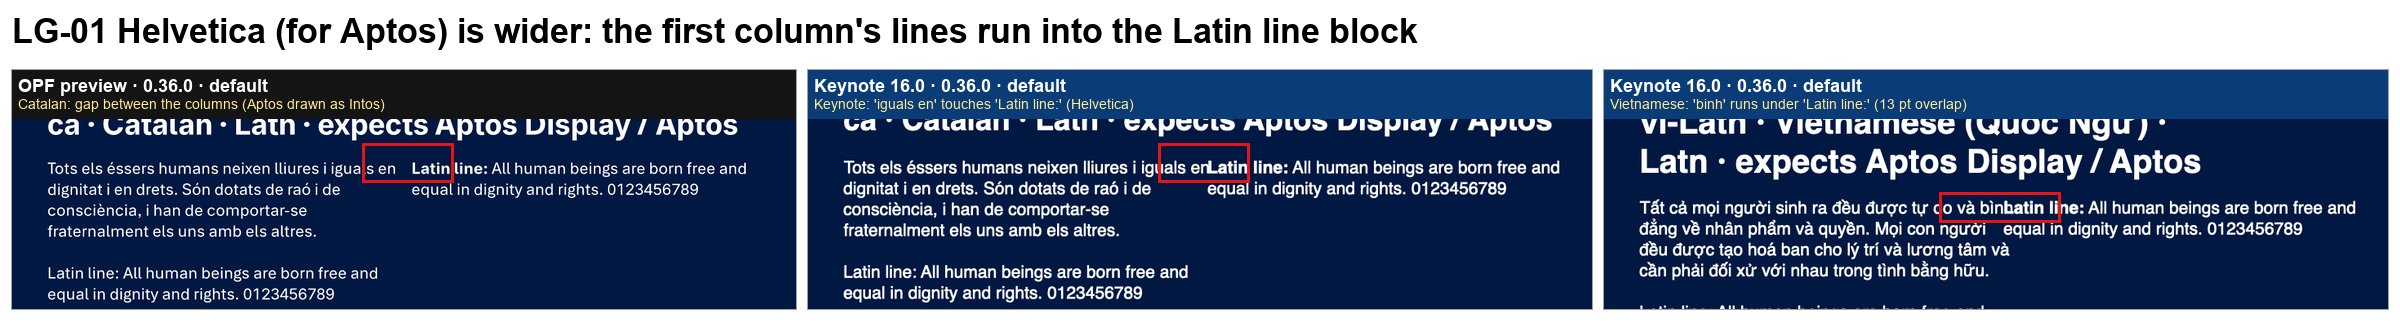 LG-01 Helvetica (for Aptos) is wider: the first column's lines run into the Latin line block
OPF preview · 0.36.0 · default
Catalan: gap between the columns (Aptos drawn as Intos)
ca · Catalan · Latn · expects Aptos Display / Aptos
Tots els éssers humans neixen lliures i iguals en
dignitat i en drets. Són dotats de raó i de
consciència, i han de comportar-se
fraternalment els uns amb els altres.
Latin line: All human beings are born free and
equal in dignity and rights. 0123456789
Latin line: All human beings are born free and
equal in dignity and rights. 0123456789
Keynote 16.0 · 0.36.0 · default
Keynote: 'iguals en' touches 'Latin line:' (Helvetica)
ca · Catalan · Latn · expects Aptos Display / Aptos
Tots els éssers humans neixen lliures i iguals en
dignitat i en drets. Són dotats de raó i de
consciència, i han de comportar-se
fraternalment els uns amb els altres.
Latin line: All human beings are born free and
equal in dignity and rights. 0123456789
Latin line: All human beings are born free and
equal in dignity and rights. 0123456789
Keynote 16.0 · 0.36.0 · default
Vietnamese: 'bình' runs under 'Latin line:' (13 pt overlap)
vi-Latn · Vietnamese (Quốc Ngữ) ·
Latn · expects Aptos Display / Aptos
Tất cả mọi người sinh ra đều được tự do và
đẳng về nhân phẩm và quyền. Mọi con người
đều được tạo hoá ban cho lý trí và lương tâm và
cần phải đối xử với nhau trong tình bằng hữu.
Latin line: All human beings are born free and
equal in dignity and rights. 0123456789